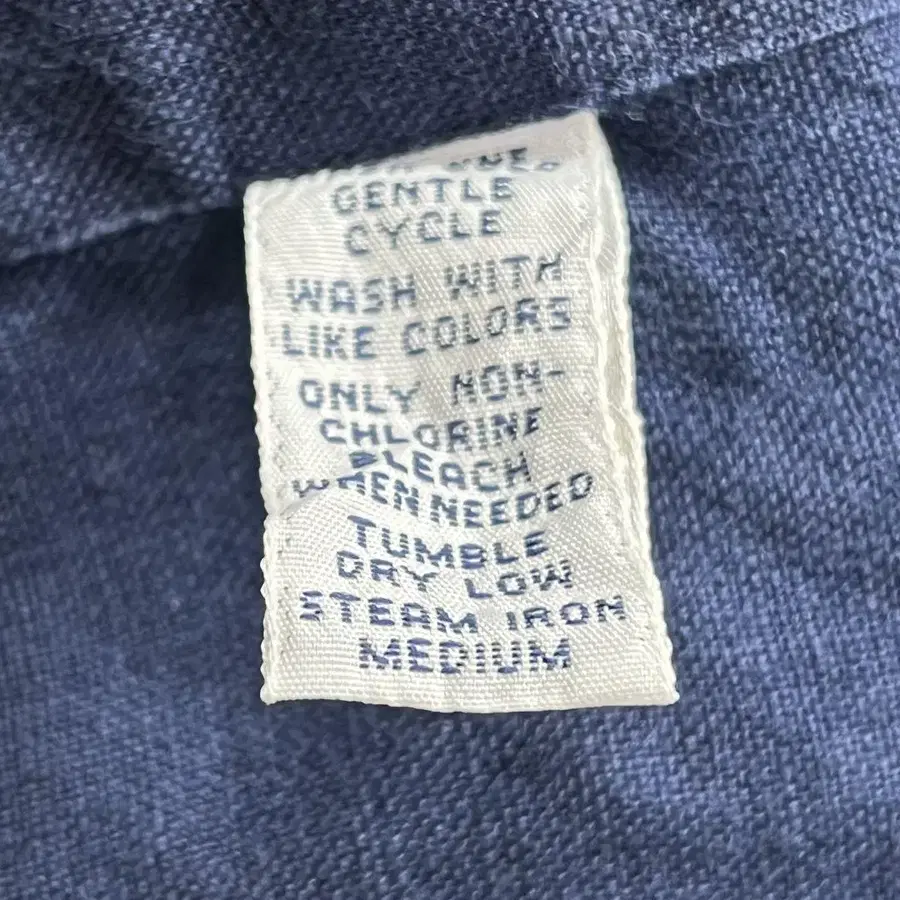 GENTLE
CYCLE
WASH WITH
LIKE COLORS
ONLY NON-
CHLORINE
BLEACH
WHEN NEEDED
TUMBLE
DRY LOW
STEAM IRON
MEDIUM